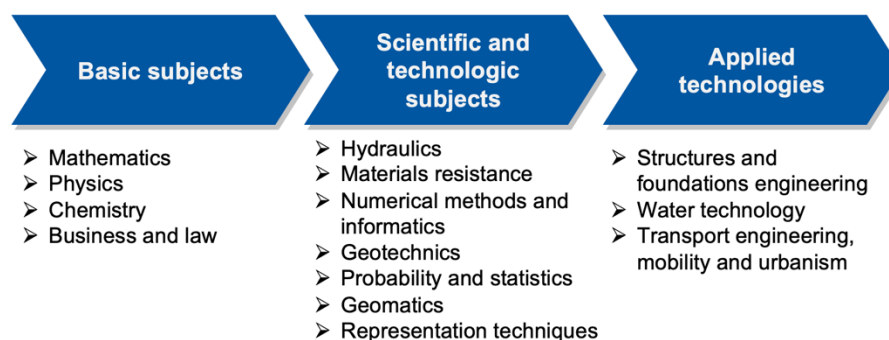 Basic subjects
➢ Mathematics
➢ Physics
➢ Chemistry
➢ Business and law
Scientific and
technologic
subjects
➢ Hydraulics
➢ Materials resistance
➢ Numerical methods and
informatics
➢ Geotechnics
➢ Probability and statistics
➢ Geomatics
➢ Representation techniques
Applied
technologies
➢ Structures and
foundations engineering
➢ Water technology
➢ Transport engineering,
mobility and urbanism